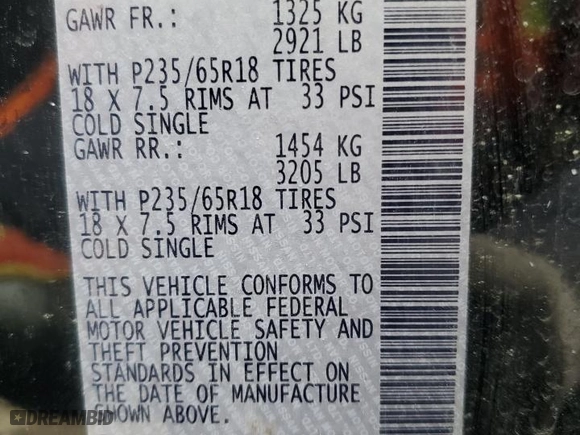 GAWR FR.: 1325 KG
2921 LB
WITH P235/65R18 TIRES
18 X 7.5 RIMS AT 33 PSI
COLD SINGLE
GAWR RR.: 1454 KG
3205 LB
WITH P235/65R18 TIRES
18 X 7.5 RIMS AT 33 PSI
COLD SINGLE
THIS VEHICLE CONFORMS TO
ALL APPLICABLE FEDERAL
MOTOR VEHICLE SAFETY AND
THEFT PREVENTION
STANDARDS IN EFFECT ON
THE DATE OF MANUFACTURE
SHOWN ABOVE.
DREAMBID